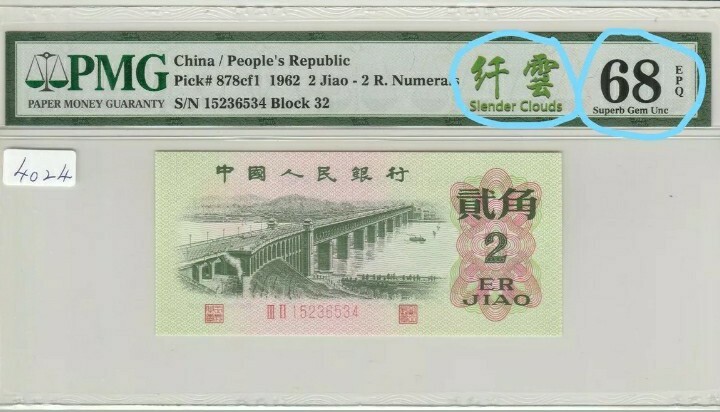 PMG
PAPER MONEY GUARANTY
China / People's Republic
Pick# 878cf1 1962 2 Jiao - 2 R. Numerals
S/N 15236534 Block 32
纤雲
Slender Clouds
68
EPQ
Superb Gem Unc
4024
中國人民銀行
貳角
2
ER
JIAO
III II 15236534